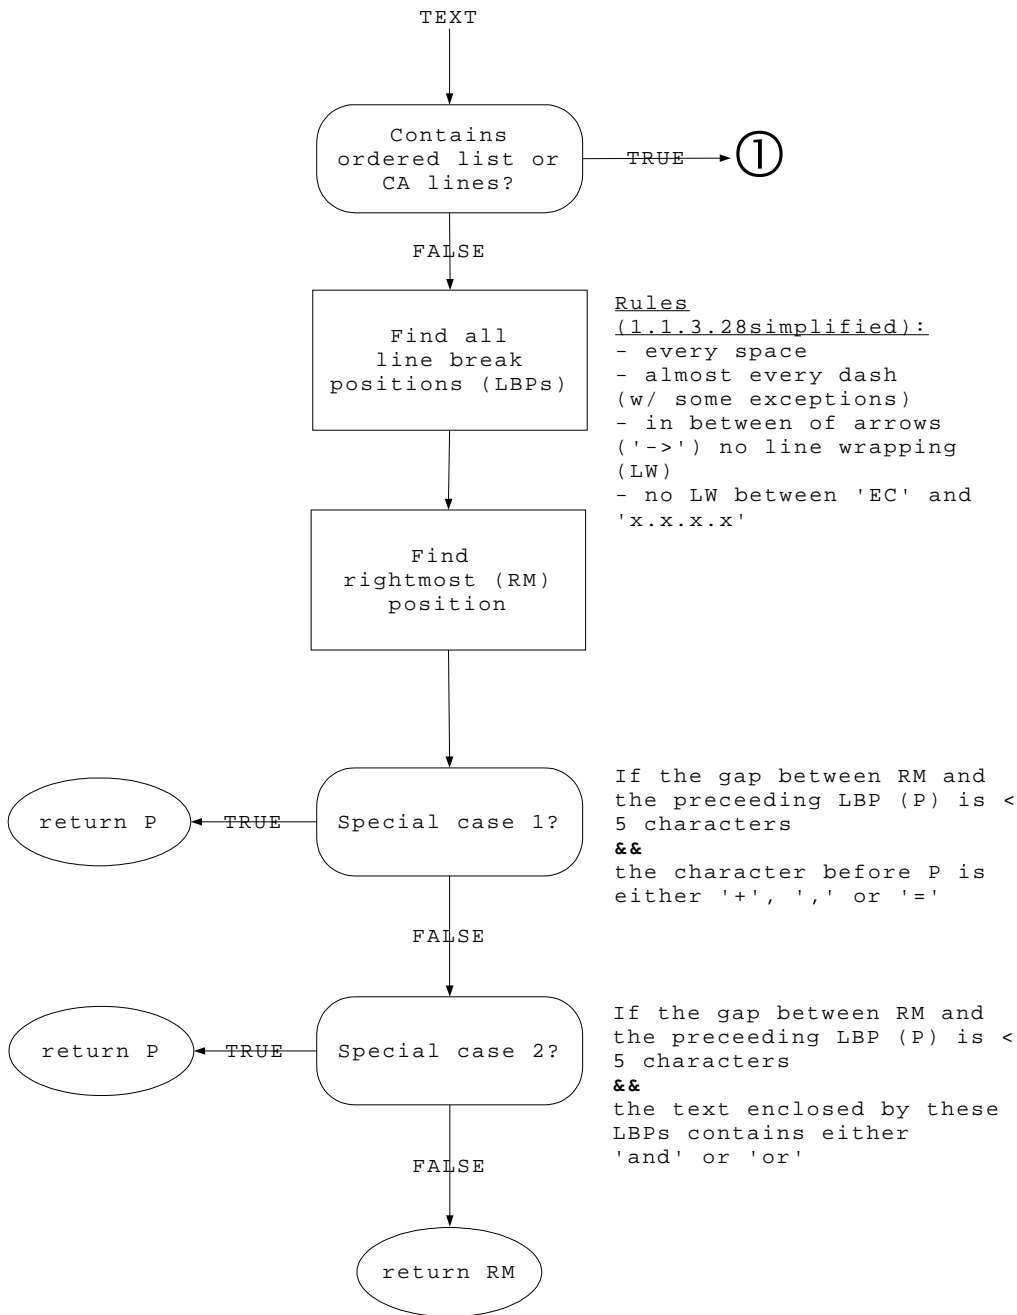 TEXT
Contains
ordered list or
CA lines?
TRUE
①
FALSE
Find all
line break
positions (LBPs)
Rules
(1.1.3.28simplified):
- every space
- almost every dash
(w/ some exceptions)
- in between of arrows
('->') no line wrapping
(LW)
- no LW between 'EC' and
'x.x.x.x'
Find
rightmost (RM)
position
Special case 1?
TRUE
return P
If the gap between RM and
the preceeding LBP (P) is <
5 characters
&&
the character before P is
either '+', ',' or '='
FALSE
Special case 2?
TRUE
return P
If the gap between RM and
the preceeding LBP (P) is <
5 characters
&&
the text enclosed by these
LBPs contains either
'and' or 'or'
FALSE
return RM